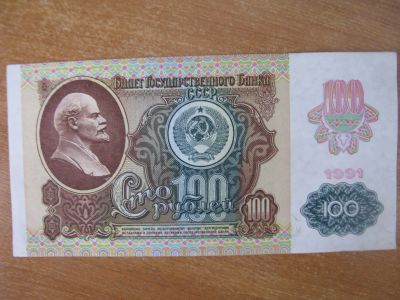 Билет Государственного Банка
СССР
100
1991
Сто 100
рублей 100
100